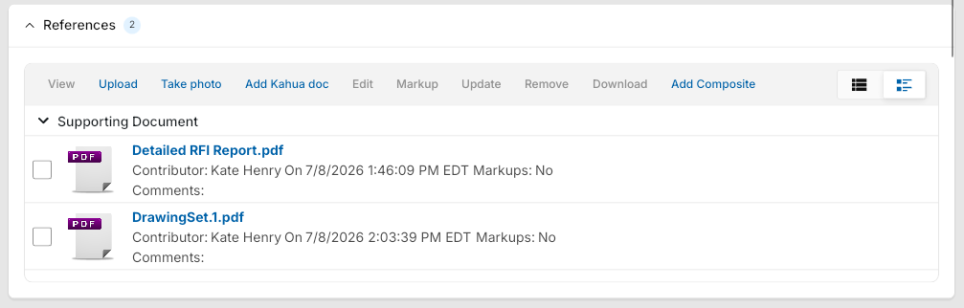 References 2
View Upload Take photo Add Kahua doc Edit Markup Update Remove Download Add Composite
Supporting Document
PDF
Detailed RFI Report.pdf
Contributor: Kate Henry On 7/8/2026 1:46:09 PM EDT Markups: No
Comments:
PDF
DrawingSet.1.pdf
Contributor: Kate Henry On 7/8/2026 2:03:39 PM EDT Markups: No
Comments: